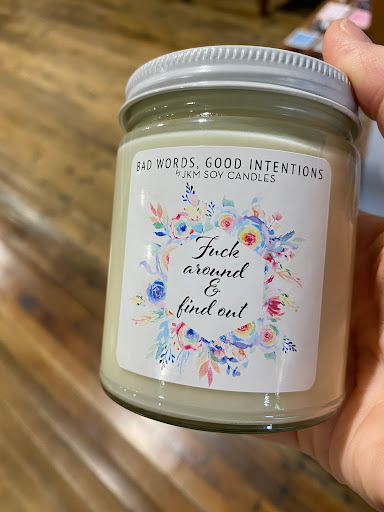 BAD WORDS, GOOD INTENTIONS
by JKM SOY CANDLES
Fuck
around
&
find out